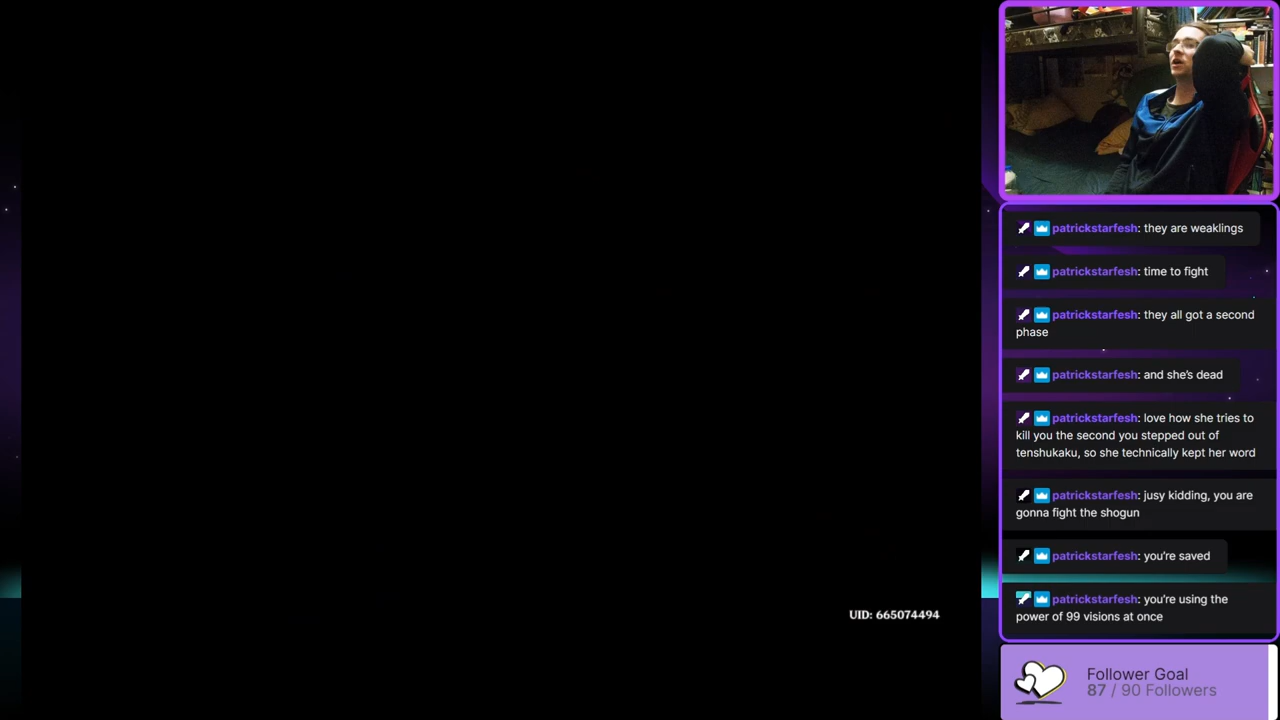 patrickstarfesh: they are weaklings
patrickstarfesh: time to fight
patrickstarfesh: they all got a second
phase
patrickstarfesh: and she's dead
patrickstarfesh: love how she tries to
kill you the second you stepped out of
tenshukaku, so she technically kept her word
patrickstarfesh: jusy kidding, you are
gonna fight the shogun
patrickstarfesh: you're saved
patrickstarfesh: you're using the
power of 99 visions at once
UID: 665074494
Follower Goal
87 / 90 Followers